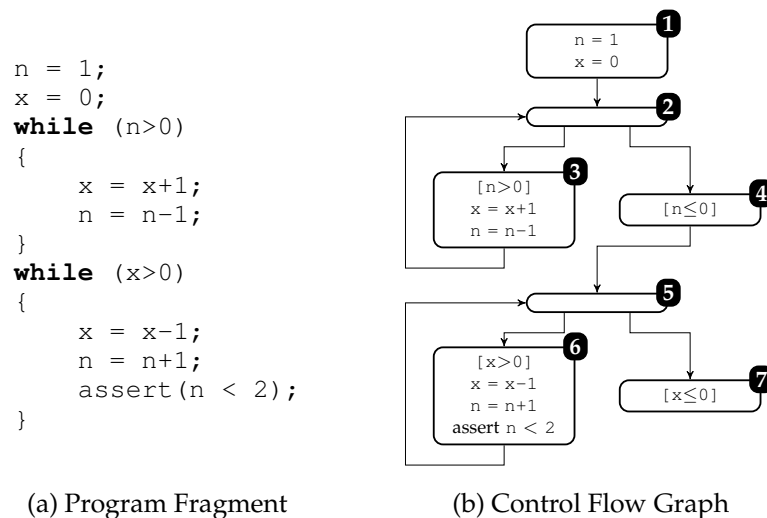 n = 1;
x = 0;
while (n>0)
{
x = x+1;
n = n-1;
}
while (x>0)
{
x = x-1;
n = n+1;
assert(n < 2);
}
(a) Program Fragment
1
n = 1
x = 0
2
3
[n>0]
x = x+1
n = n-1
4
[n≤0]
5
6
[x>0]
x = x-1
n = n+1
assert n < 2
7
[x≤0]
(b) Control Flow Graph